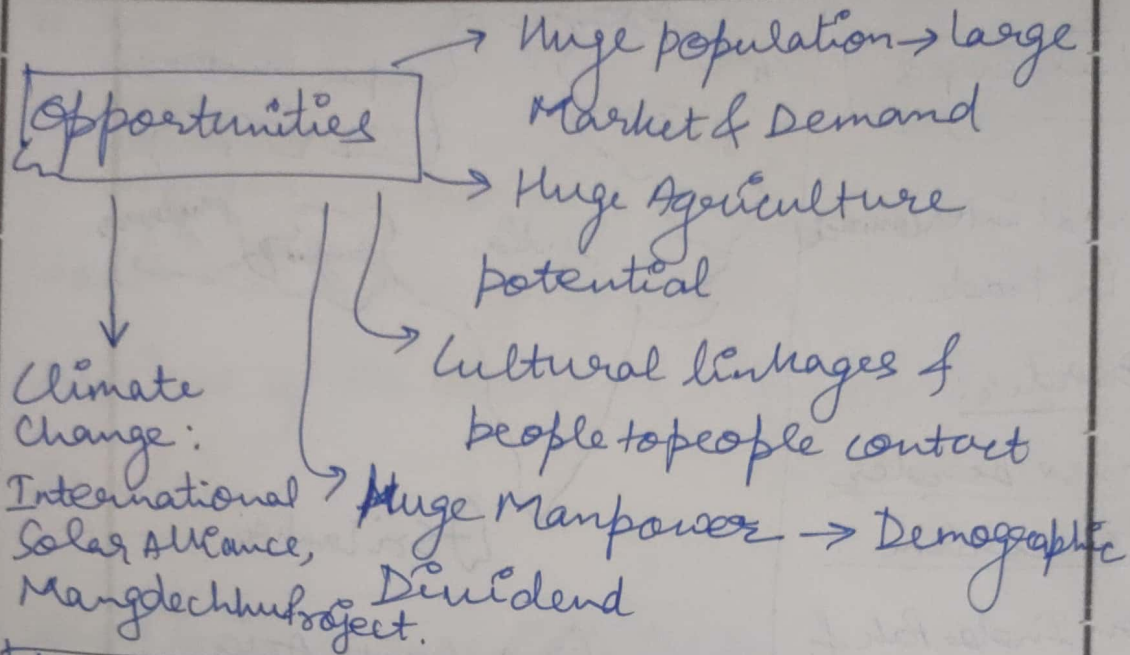 Opportunities
→ Huge population → large
Market & Demand
→ Huge Agriculture
potential
→ Cultural linkages &
people to people contact
→ Huge Manpower → Demographic
Dividend
Climate
Change:
International
Solar Alliance,
Mangdechhu Project.